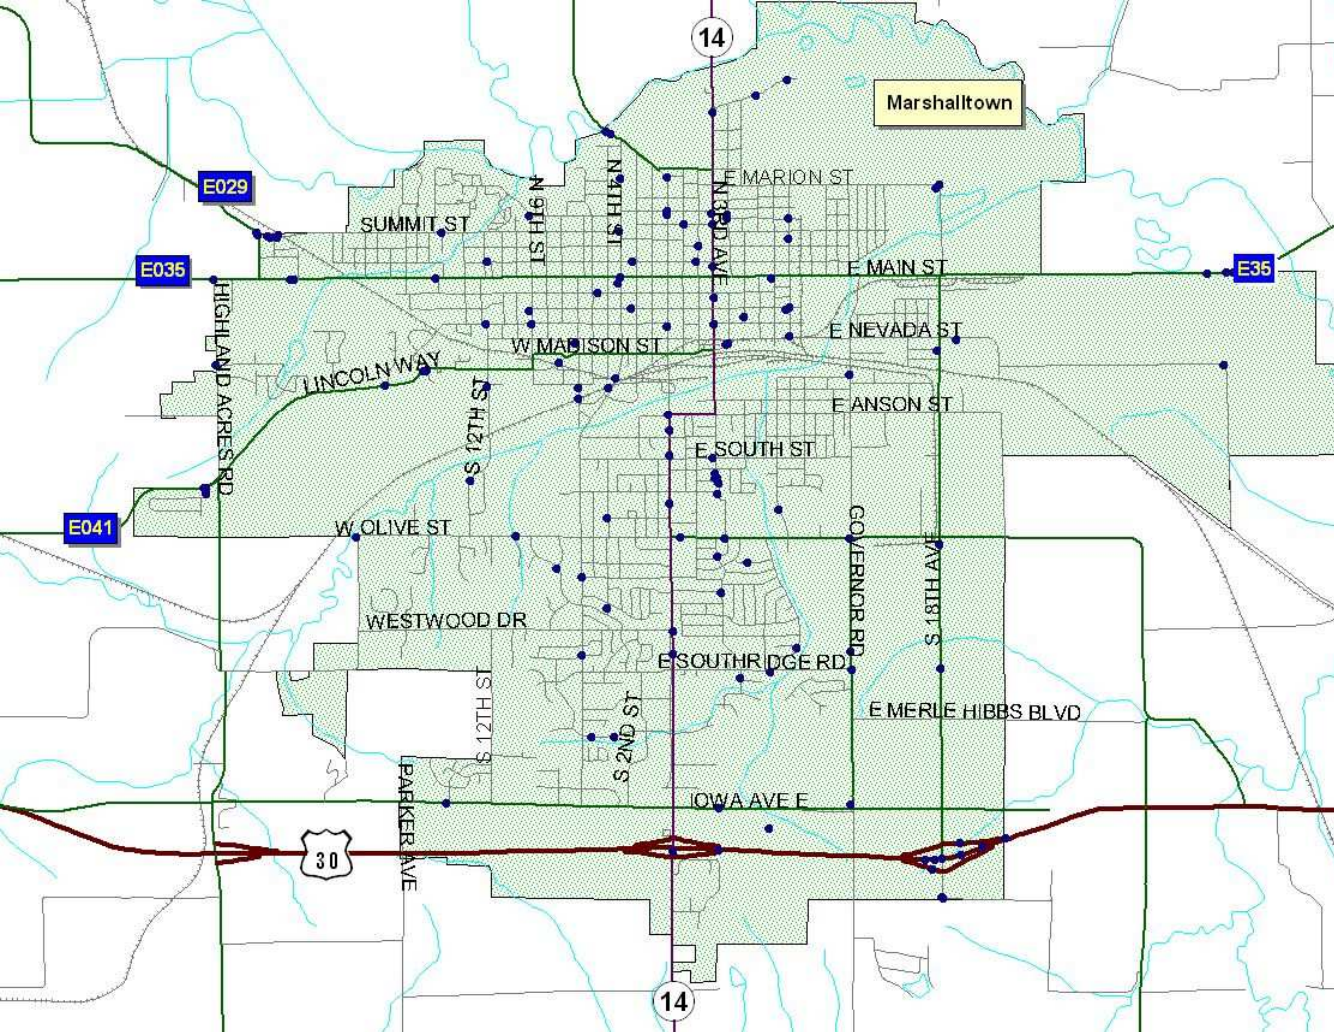 14
Marshalltown
E029
E MARION ST
N 9TH ST
N 4TH ST
N 3RD AVE
SUMMIT ST
E035
E MAIN ST
E35
HIGHLAND ACRES RD
E NEVADA ST
W MADISON ST
LINCOLN WAY
S 12TH ST
E ANSON ST
E SOUTH ST
E041
W OLIVE ST
GOVERNOR RD
S 18TH AVE
WESTWOOD DR
E SOUTHRIDGE RD
S 12TH ST
S 2ND ST
E MERLE HIBBS BLVD
PARKER AVE
IOWA AVE E
30
14